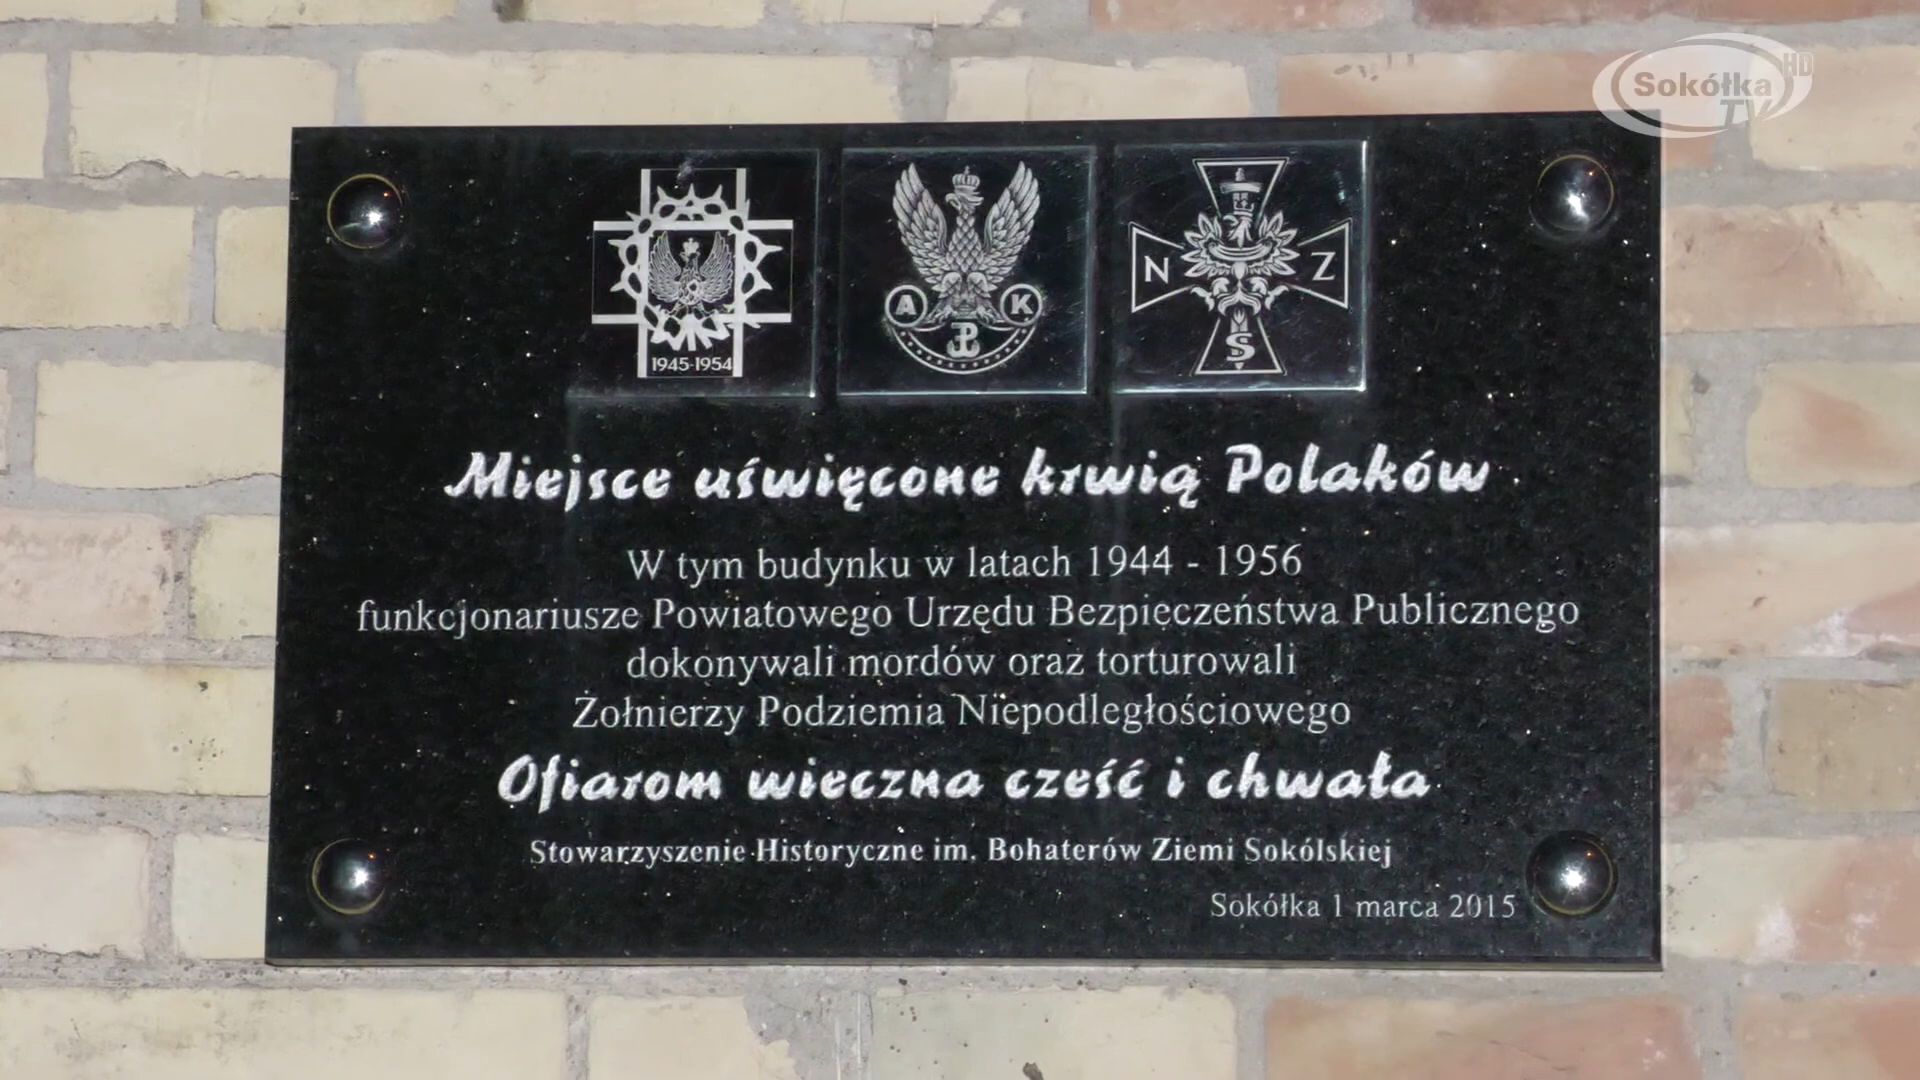 Sokółka HD
TV
1945-1954
A K
N Z
S
Miejsce uświęcone krwią Polaków
W tym budynku w latach 1944 - 1956
funkcjonariusze Powiatowego Urzędu Bezpieczeństwa Publicznego
dokonywali mordów oraz torturowali
Żołnierzy Podziemia Niepodległościowego
Ofiarom wieczna cześć i chwała
Stowarzyszenie Historyczne im. Bohaterów Ziemi Sokólskiej
Sokółka 1 marca 2015